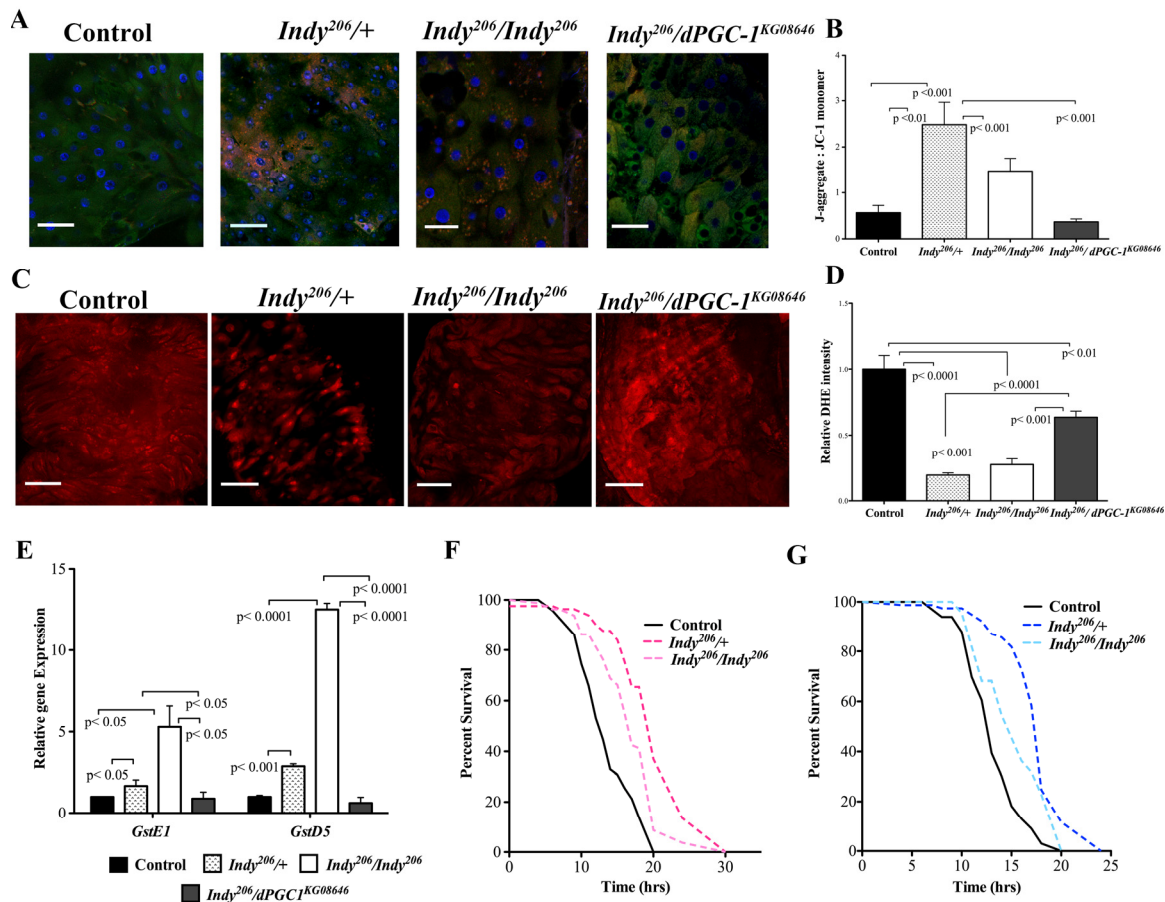 A
Control
Indy206/+
Indy206/Indy206
Indy206/dPGC-1KG08646
B
J-aggregate : JC-1 monomer
4
3
2
1
0
p <0.001
p<0.01
p< 0.001
p< 0.001
Control
Indy206/+
Indy206/Indy206
Indy206/ dPGC-1KG08646
C
Control
Indy206/+
Indy206/Indy206
Indy206/dPGC-1KG08646
D
Relative DHE intensity
1.0
0.5
0.0
p< 0.01
p< 0.0001
p< 0.0001
p< 0.001
p< 0.001
Control
Indy206/+
Indy206/Indy206
Indy206/ dPGC-1KG08646
E
Relative gene Expression
15
10
5
0
p< 0.0001
p< 0.0001
p< 0.0001
p< 0.05
p< 0.05
p< 0.05
p< 0.05
p< 0.05
p< 0.001
GstE1
GstD5
Control
Indy206/+
Indy206/Indy206
Indy206/dPGC1KG08646
F
Percent Survival
100
80
60
40
20
0
Control
Indy206/+
Indy206/Indy206
0
10
20
30
Time (hrs)
G
Percent Survival
100
80
60
40
20
0
Control
Indy206/+
Indy206/Indy206
0
5
10
15
20
25
Time (hrs)